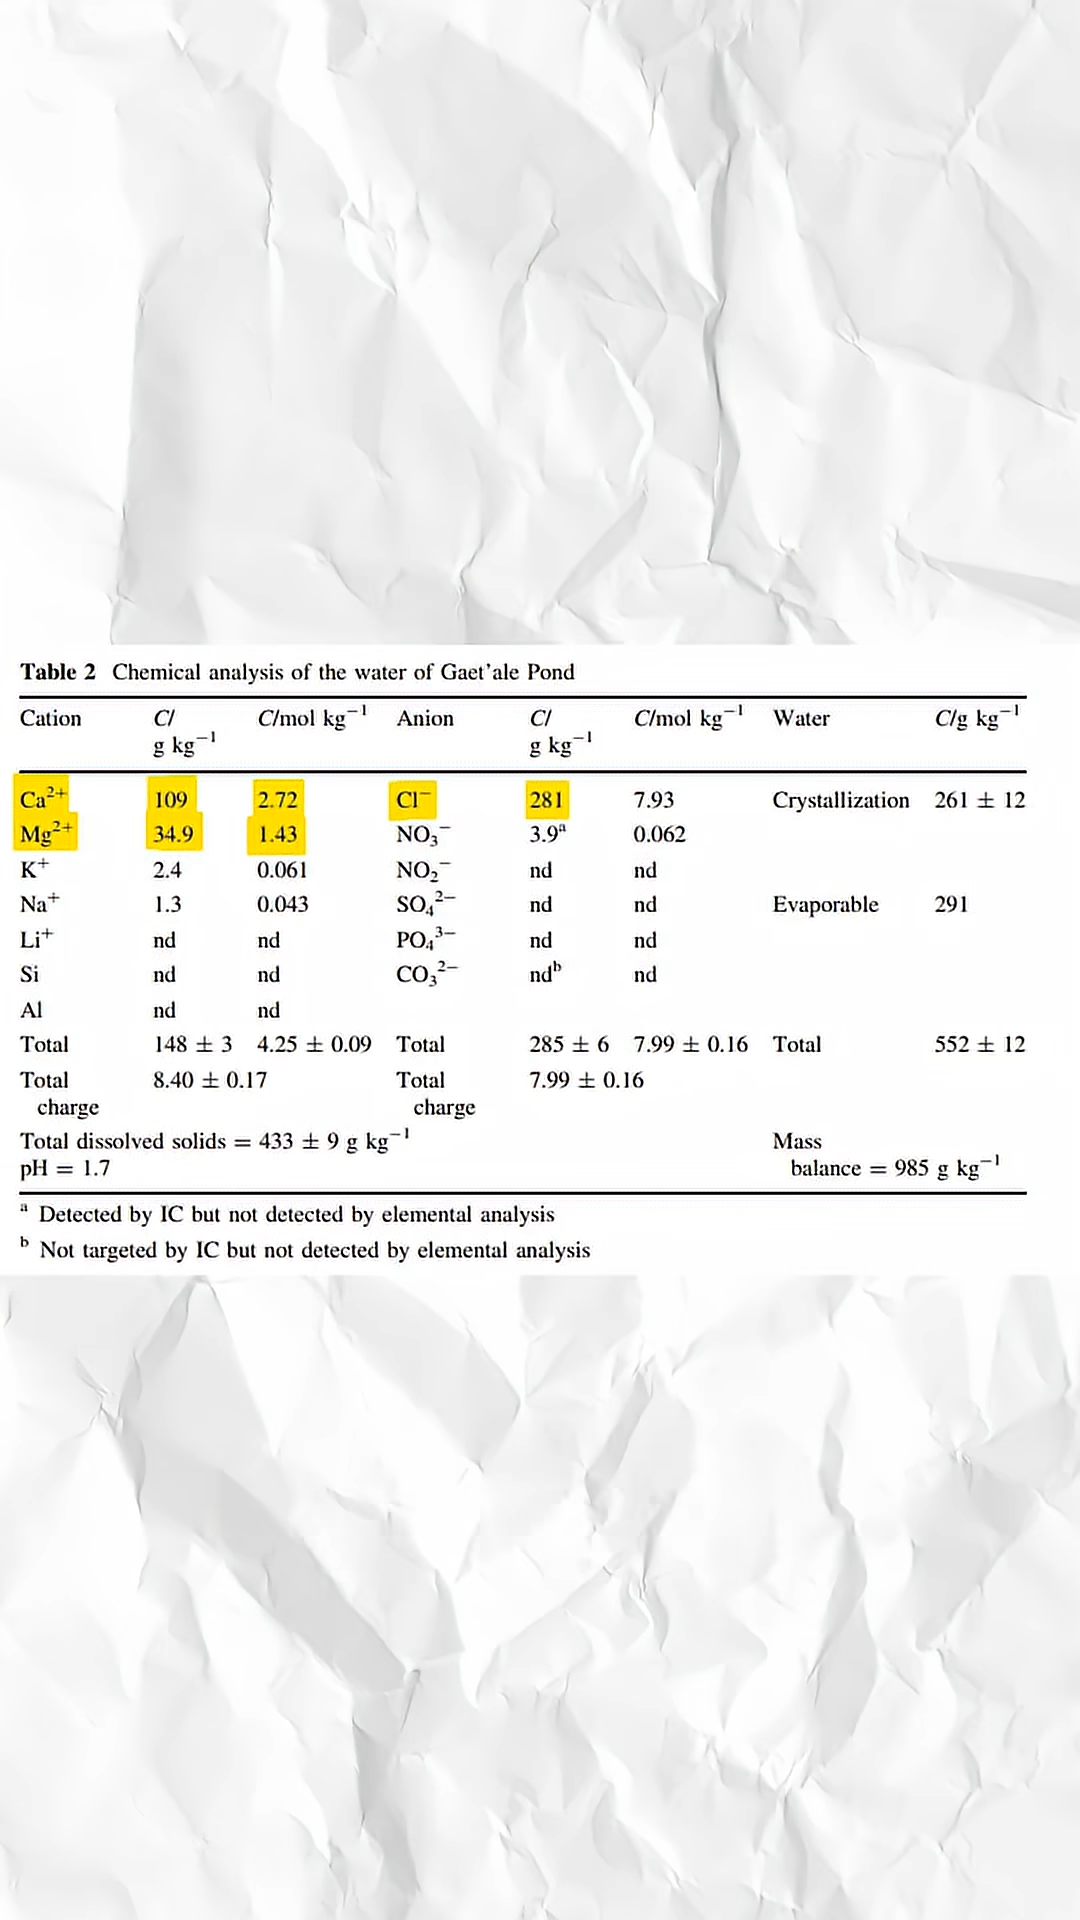 Table 2 Chemical analysis of the water of Gaet’ale Pond
Cation C/ g kg⁻¹ C/mol kg⁻¹ Anion C/ g kg⁻¹ C/mol kg⁻¹ Water C/g kg⁻¹
Ca²⁺ 109 2.72 Cl⁻ 281 7.93 Crystallization 261 ± 12
Mg²⁺ 34.9 1.43 NO₃⁻ 3.9ᵃ 0.062
K⁺ 2.4 0.061 NO₂⁻ nd nd
Na⁺ 1.3 0.043 SO₄²⁻ nd nd Evaporable 291
Li⁺ nd nd PO₄³⁻ nd nd
Si nd nd CO₃²⁻ ndᵇ nd
Al nd nd
Total 148 ± 3 4.25 ± 0.09 Total 285 ± 6 7.99 ± 0.16 Total 552 ± 12
Total charge 8.40 ± 0.17 Total charge 7.99 ± 0.16
Total dissolved solids = 433 ± 9 g kg⁻¹ Mass
pH = 1.7 balance = 985 g kg⁻¹
ᵃ Detected by IC but not detected by elemental analysis
ᵇ Not targeted by IC but not detected by elemental analysis